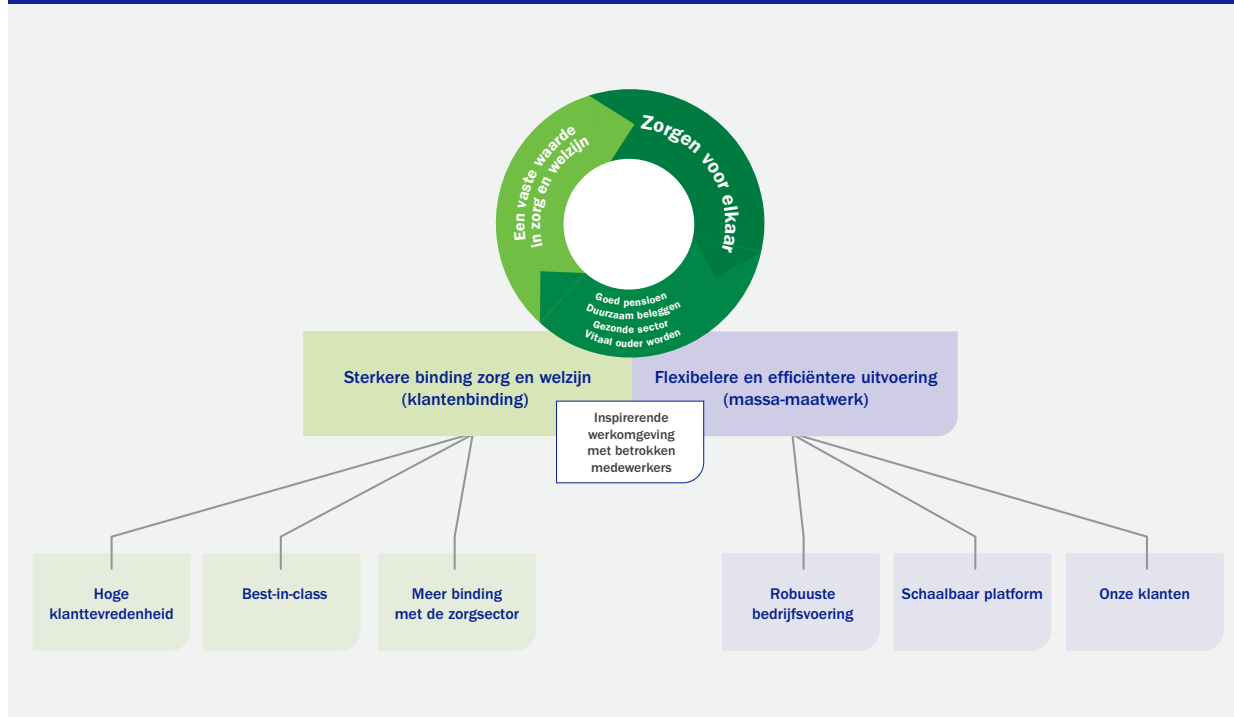 Een vaste waarde
in zorg en welzijn
Zorgen voor elkaar
Goed pensioen
Duurzaam beleggen
Gezonde sector
Vitaal ouder worden
Sterkere binding zorg en welzijn
(klantenbinding)
Flexibelere en efficiëntere uitvoering
(massa-maatwerk)
Inspirerende
werkomgeving
met betrokken
medewerkers
Hoge
klanttevredenheid
Best-in-class
Meer binding
met de zorgsector
Robuuste
bedrijfsvoering
Schaalbaar platform
Onze klanten